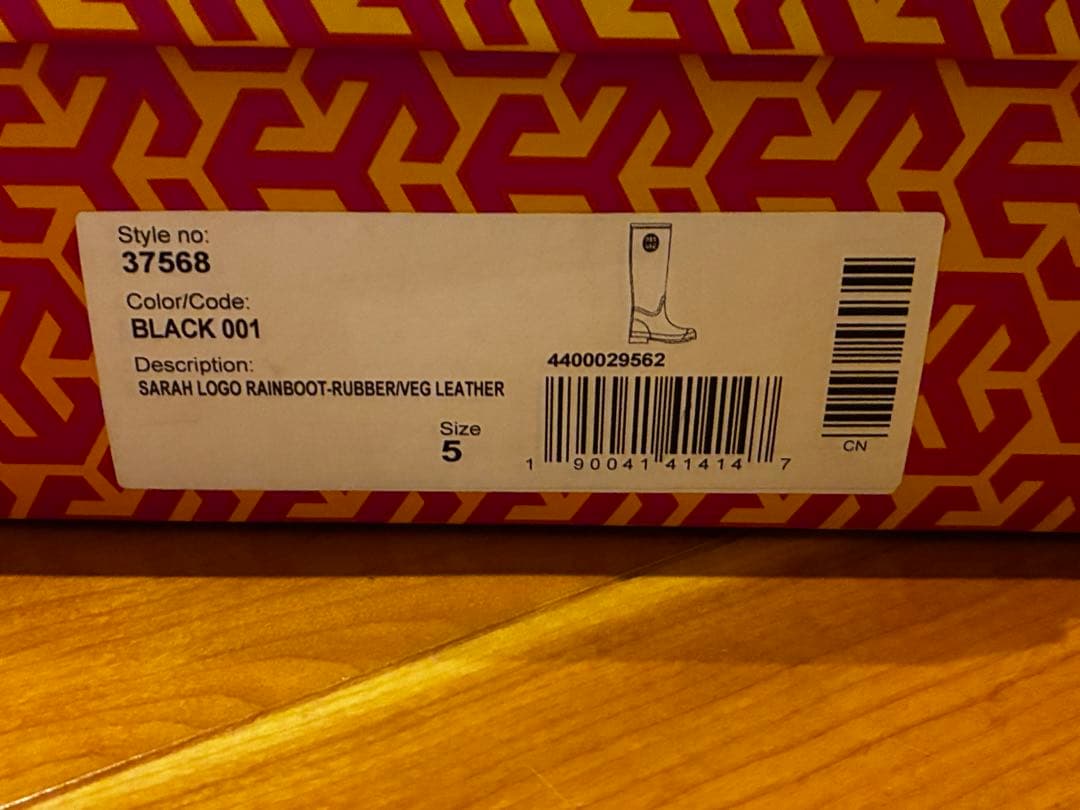 Style no:
37568
Color/Code:
BLACK 001
Description:
SARAH LOGO RAINBOOT-RUBBER/VEG LEATHER
Size
5
4400029562
1 90041 41414 7
CN